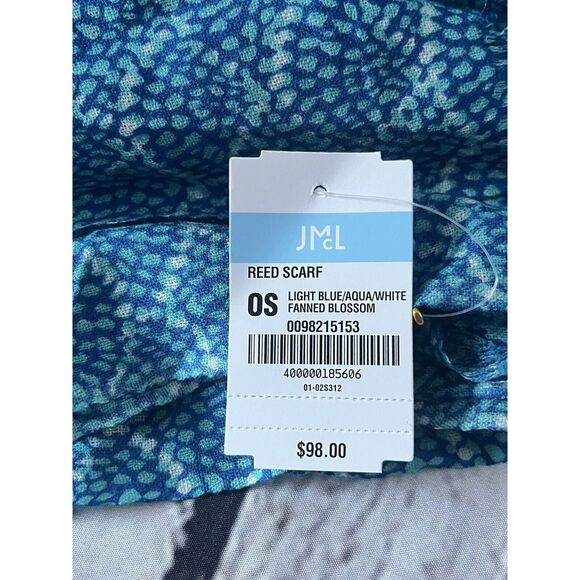 JMcL
REED SCARF
OS LIGHT BLUE/AQUA/WHITE
FANNED BLOSSOM
0098215153
400000185606
01-02S312
$98.00